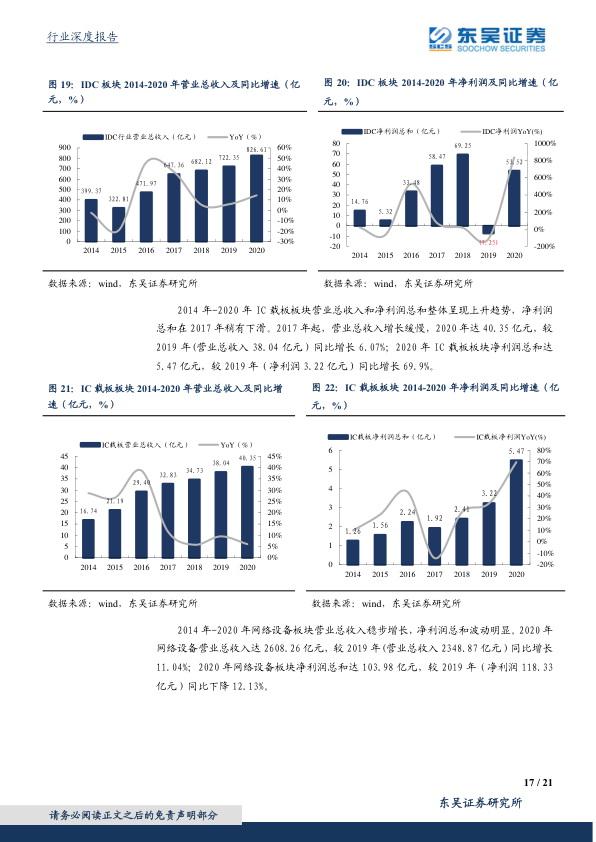 行业深度报告
东吴证券
SCS SOOCHOW SECURITIES
图 19：IDC 板块 2014-2020 年营业总收入及同比增速（亿
元，%）
IDC行业营业总收入（亿元） YoY（%）
900
800
700
600
500
400
300
200
100
0
399.37 322.81 471.97 647.36 682.12 722.35 826.61
60%
50%
40%
30%
20%
10%
0%
-10%
-20%
-30%
2014 2015 2016 2017 2018 2019 2020
数据来源：wind，东吴证券研究所
图 20：IDC 板块 2014-2020 年净利润及同比增速（亿
元，%）
IDC净利润总和（亿元） IDC净利润YoY(%)
80
70
60
50
40
30
20
10
0
-10
-20
14.76 5.32 33.48 58.47 69.25 (7.25) 53.52
1000%
800%
600%
400%
200%
0%
-200%
2014 2015 2016 2017 2018 2019 2020
数据来源：wind，东吴证券研究所
2014 年-2020 年 IC 载板板块营业总收入和净利润总和整体呈现上升趋势，净利润
总和在 2017 年稍有下滑。2017 年起，营业总收入增长缓慢，2020 年达 40.35 亿元，较
2019 年(营业总收入 38.04 亿元）同比增长 6.07%；2020 年 IC 载板板块净利润总和达
5.47 亿元，较 2019 年（净利润 3.22 亿元）同比增长 69.9%。
图 21：IC 载板板块 2014-2020 年营业总收入及同比增
速（亿元，%）
IC载板营业总收入（亿元） YoY（%）
45
40
35
30
25
20
15
10
5
0
16.74 21.19 29.40 32.83 34.73 38.04 40.35
45%
40%
35%
30%
25%
20%
15%
10%
5%
0%
2014 2015 2016 2017 2018 2019 2020
数据来源：wind，东吴证券研究所
图 22：IC 载板板块 2014-2020 年净利润及同比增速（亿
元，%）
IC载板净利润总和（亿元） IC载板净利润YoY(%)
6
5
4
3
2
1
0
1.26 1.56 2.24 1.92 2.41 3.22 5.47
80%
70%
60%
50%
40%
30%
20%
10%
0%
-10%
-20%
2014 2015 2016 2017 2018 2019 2020
数据来源：wind，东吴证券研究所
2014 年-2020 年网络设备板块营业总收入稳步增长，净利润总和波动明显。2020 年
网络设备营业总收入达 2608.26 亿元，较 2019 年(营业总收入 2348.87 亿元）同比增长
11.04%；2020 年网络设备板块净利润总和达 103.98 亿元，较 2019 年（净利润 118.33
亿元）同比下降 12.13%。
17 / 21
东吴证券研究所
请务必阅读正文之后的免责声明部分